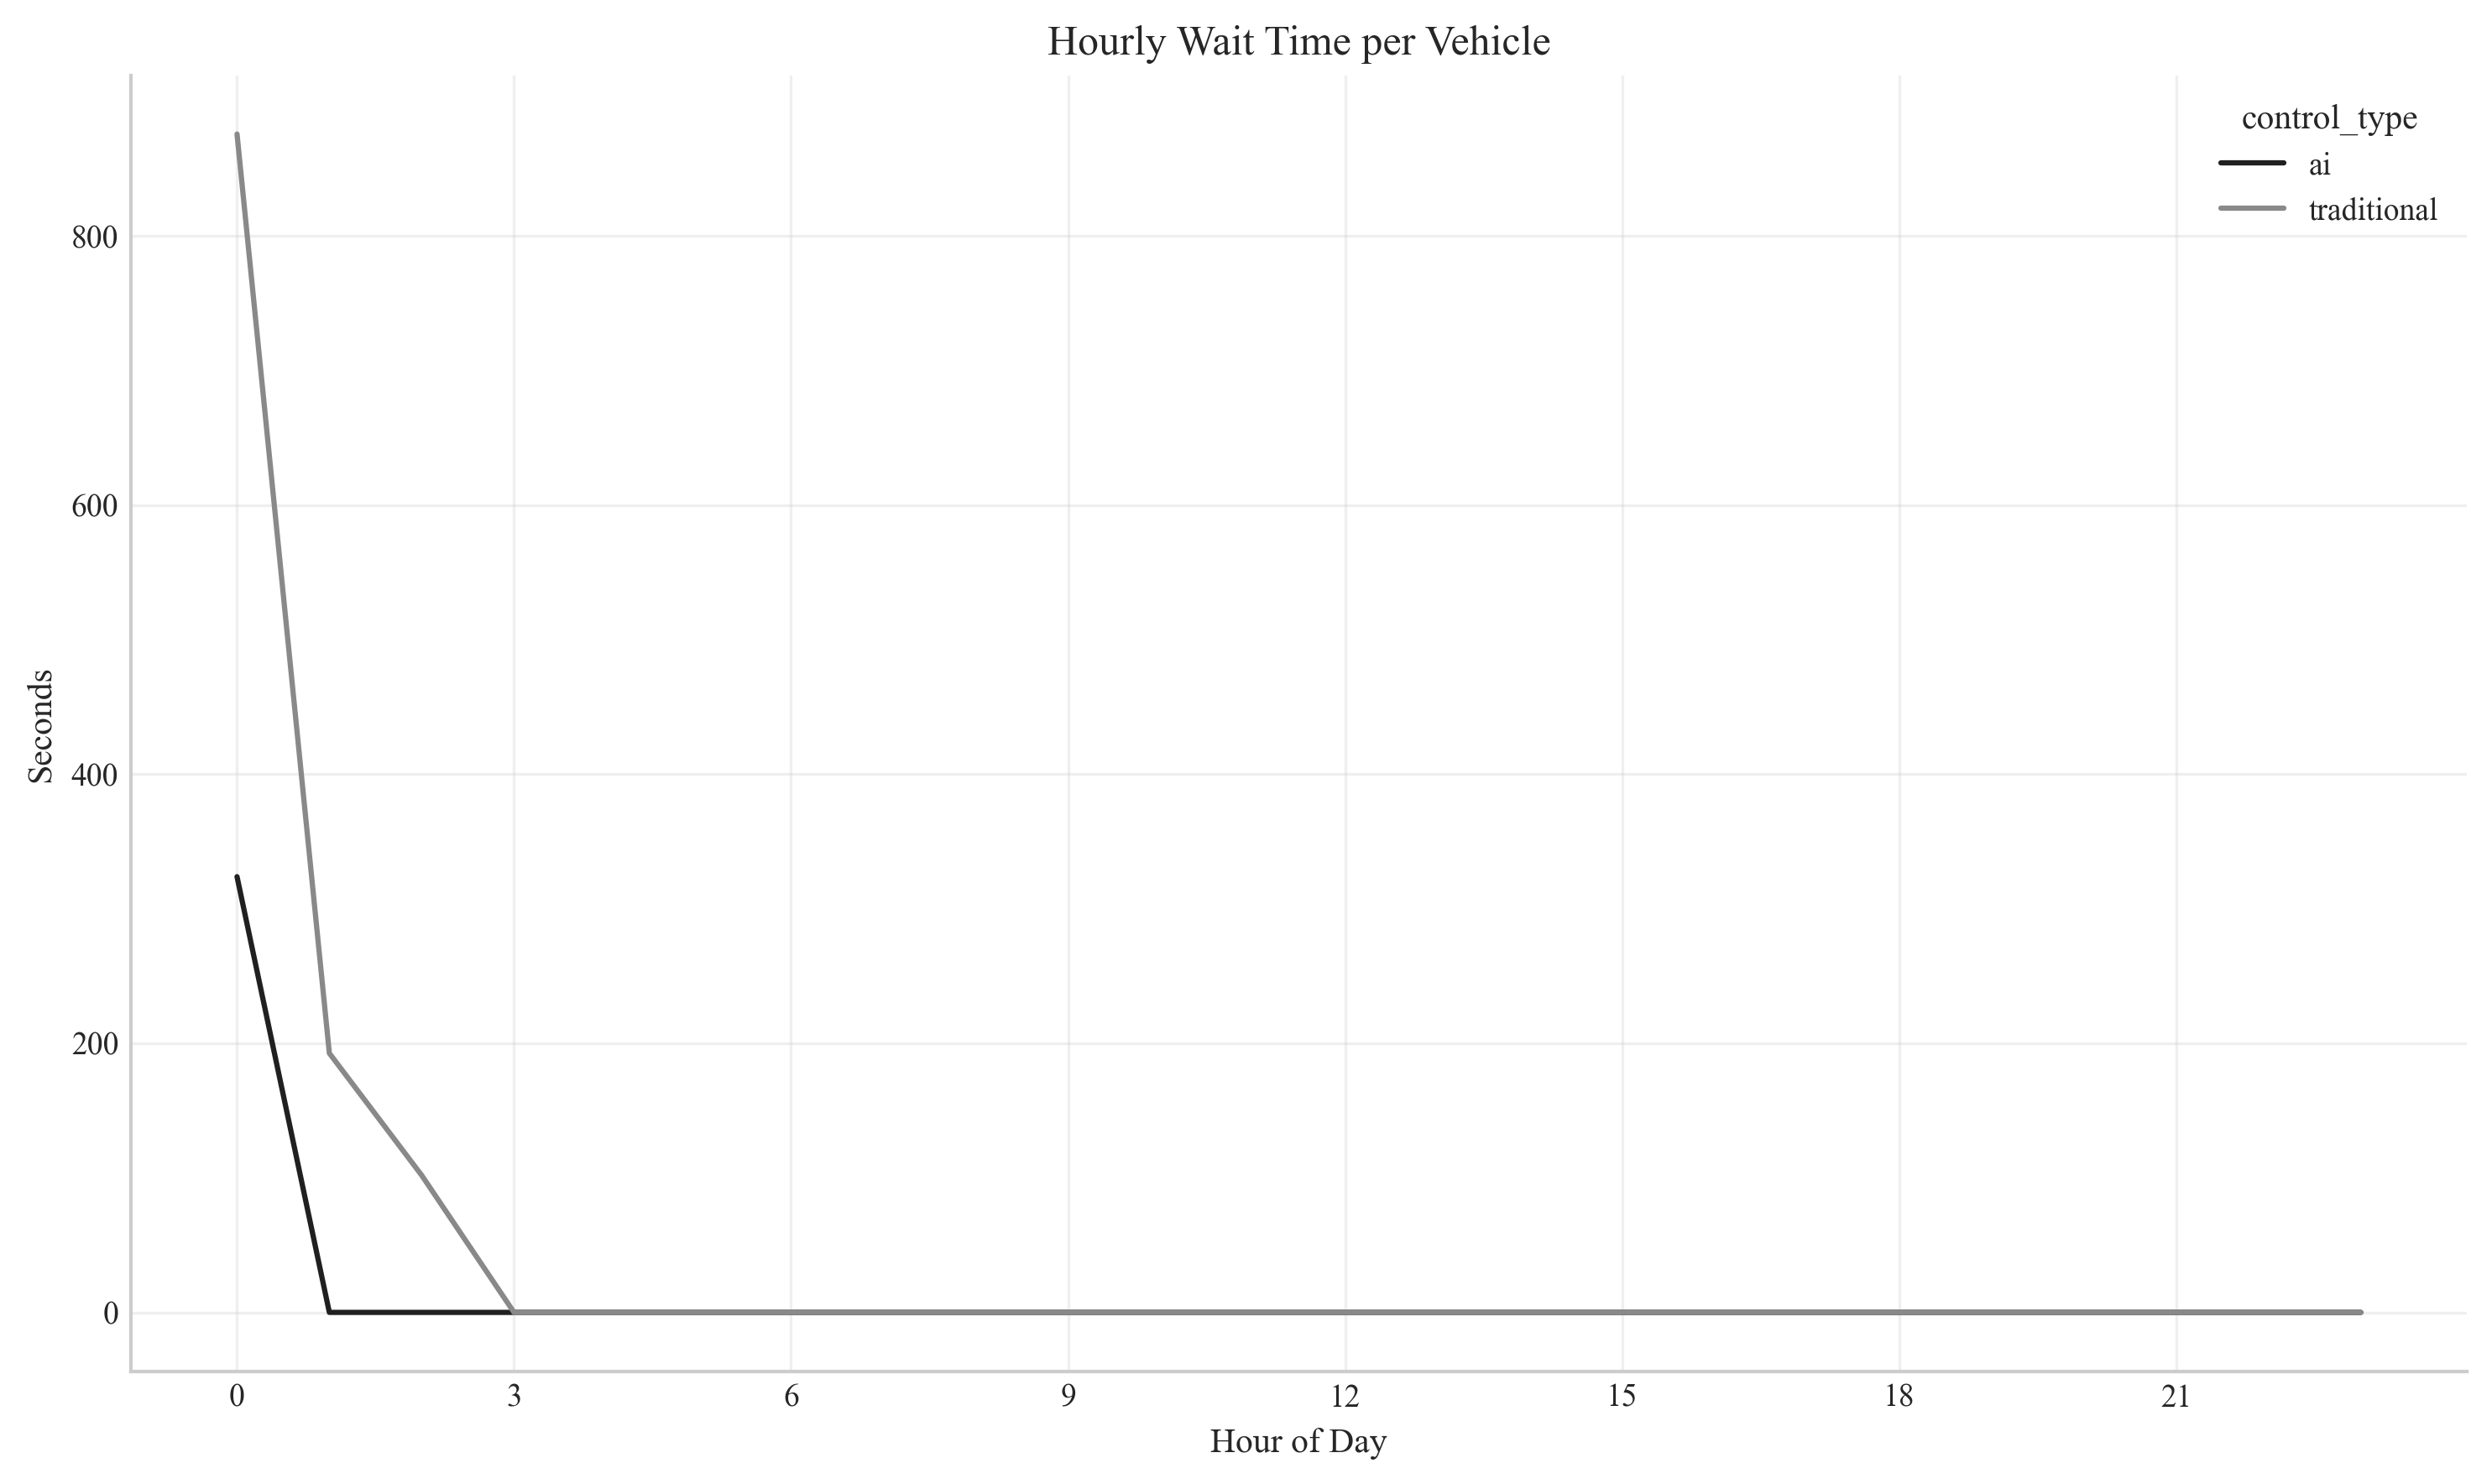 Hourly Wait Time per Vehicle
control_type
ai
traditional
800
600
400
200
0
Seconds
0 3 6 9 12 15 18 21
Hour of Day